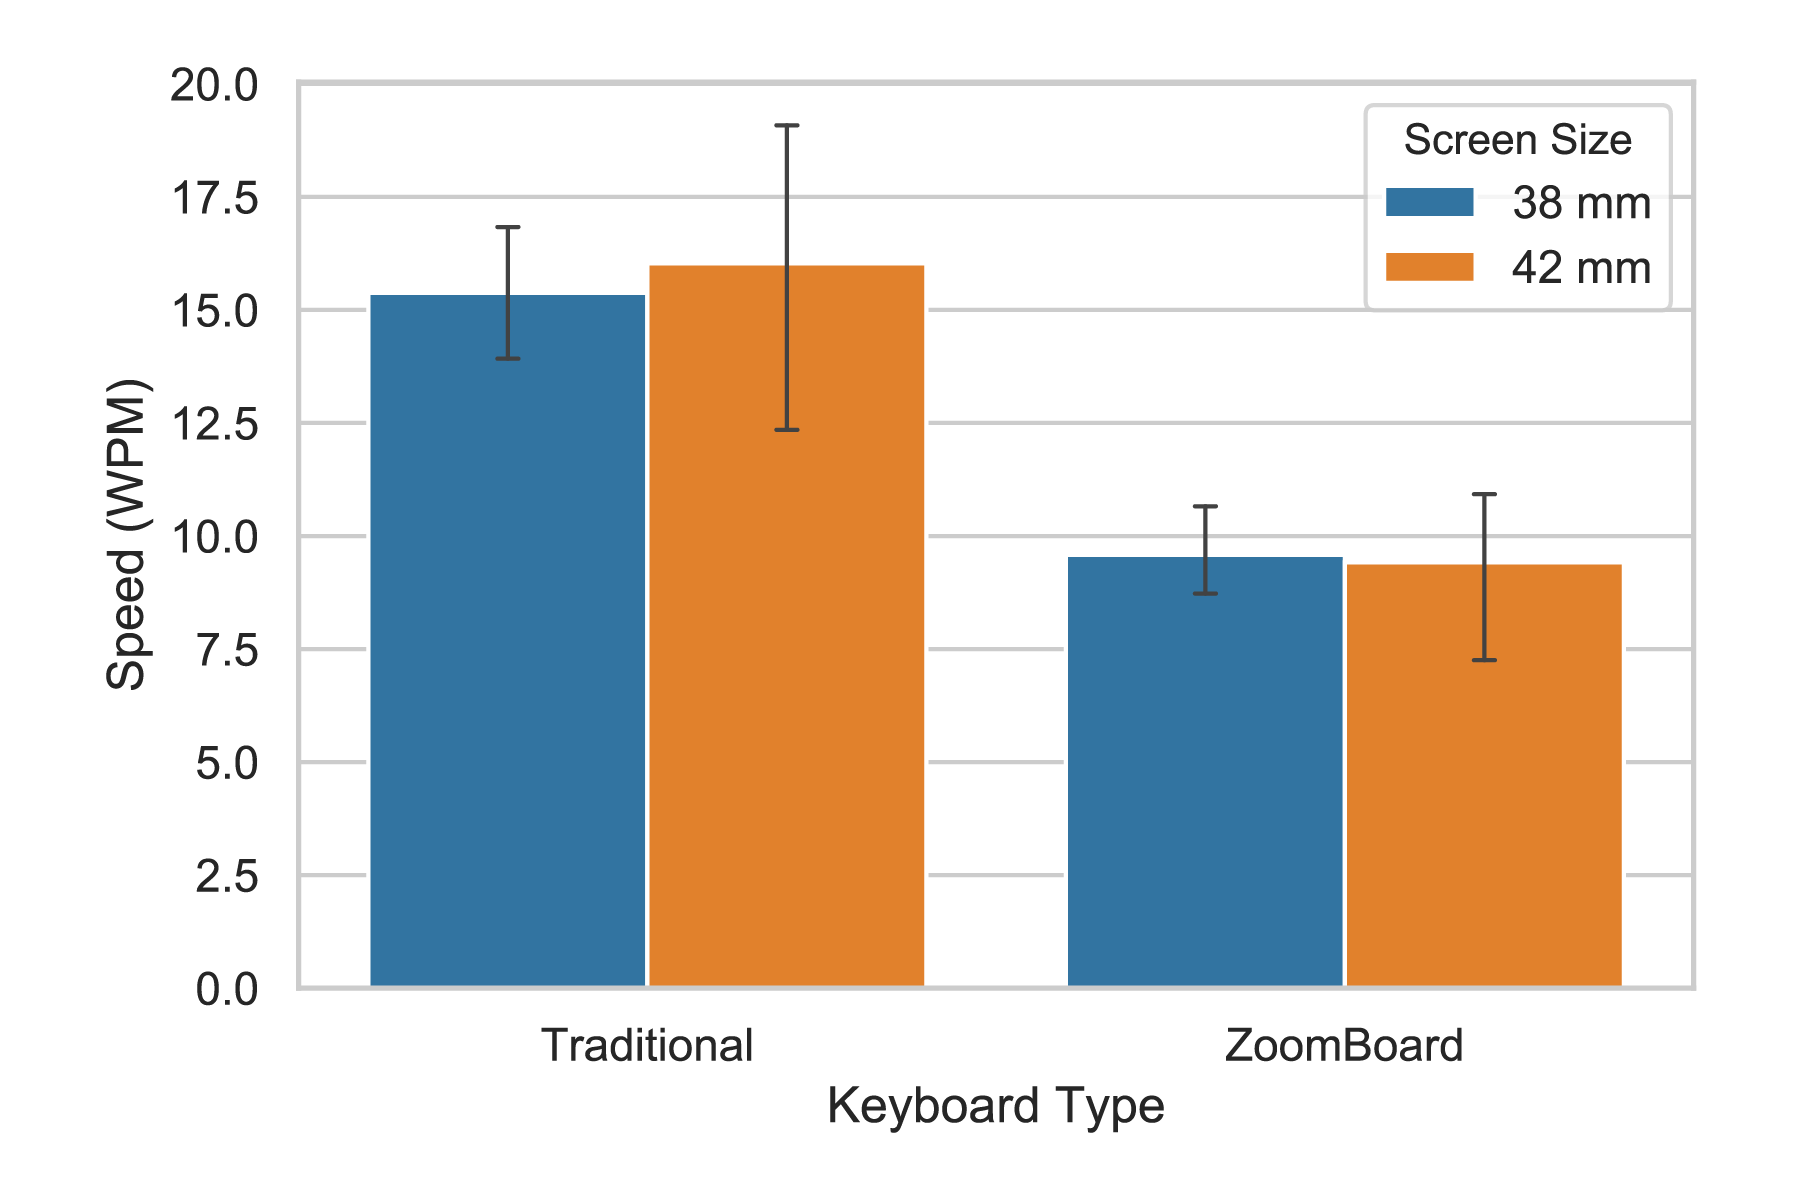 20.0
17.5
15.0
12.5
10.0
7.5
5.0
2.5
0.0
Speed (WPM)
Screen Size
38 mm
42 mm
Traditional
ZoomBoard
Keyboard Type